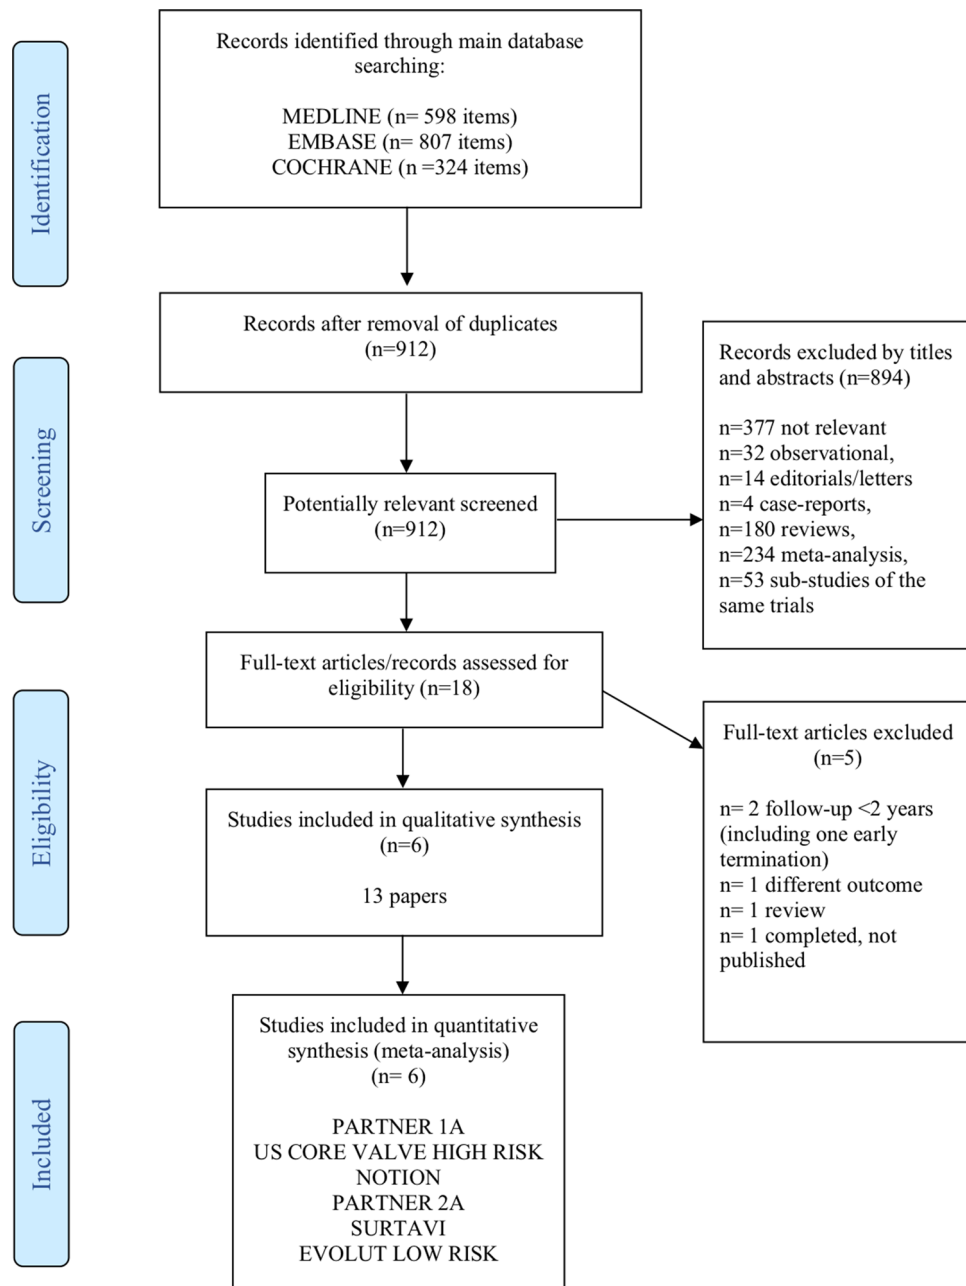 Identification
Records identified through main database
searching:
MEDLINE (n= 598 items)
EMBASE (n= 807 items)
COCHRANE (n =324 items)
Screening
Records after removal of duplicates
(n=912)
Potentially relevant screened
(n=912)
Records excluded by titles
and abstracts (n=894)
n=377 not relevant
n=32 observational,
n=14 editorials/letters
n=4 case-reports,
n=180 reviews,
n=234 meta-analysis,
n=53 sub-studies of the
same trials
Eligibility
Full-text articles/records assessed for
eligibility (n=18)
Full-text articles excluded
(n=5)
n= 2 follow-up <2 years
(including one early
termination)
n= 1 different outcome
n= 1 review
n= 1 completed, not
published
Studies included in qualitative synthesis
(n=6)
13 papers
Included
Studies included in quantitative
synthesis (meta-analysis)
(n= 6)
PARTNER 1A
US CORE VALVE HIGH RISK
NOTION
PARTNER 2A
SURTAVI
EVOLUT LOW RISK